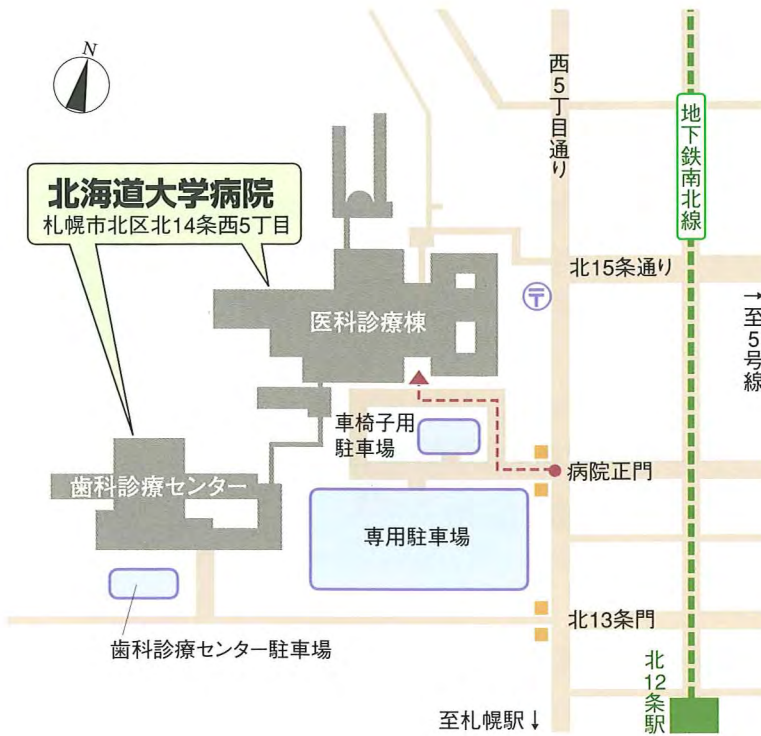 N
西5丁目通り
地下鉄南北線
北海道大学病院
札幌市北区北14条西5丁目
北15条通り
〒
→至5号線
医科診療棟
車椅子用
駐車場
病院正門
歯科診療センター
専用駐車場
北13条門
歯科診療センター駐車場
北12条駅
至札幌駅↓